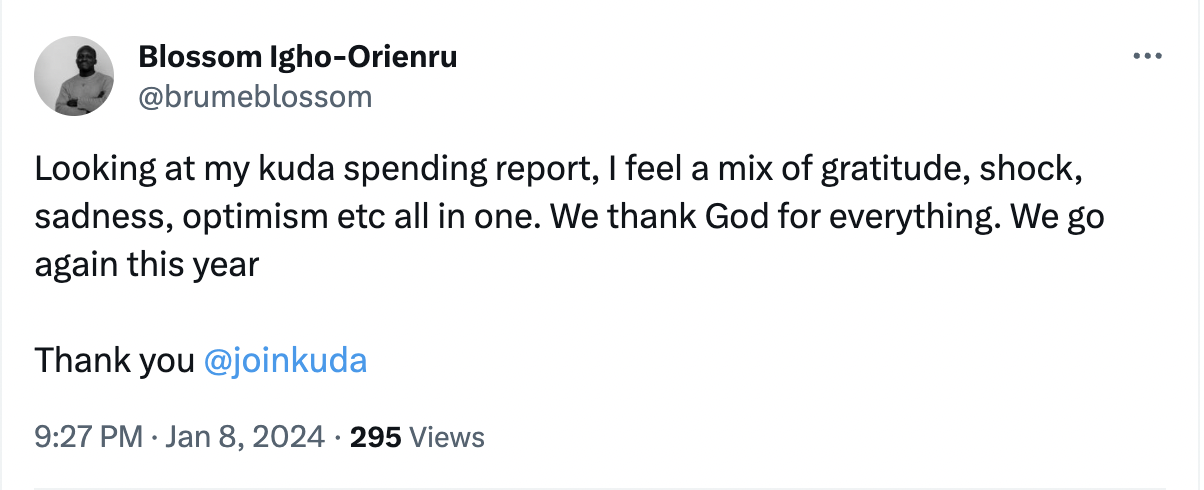 Blossom Igho-Orienru
@brumeblossom
Looking at my kuda spending report, I feel a mix of gratitude, shock,
sadness, optimism etc all in one. We thank God for everything. We go
again this year
Thank you @joinkuda
9:27 PM · Jan 8, 2024 · 295 Views